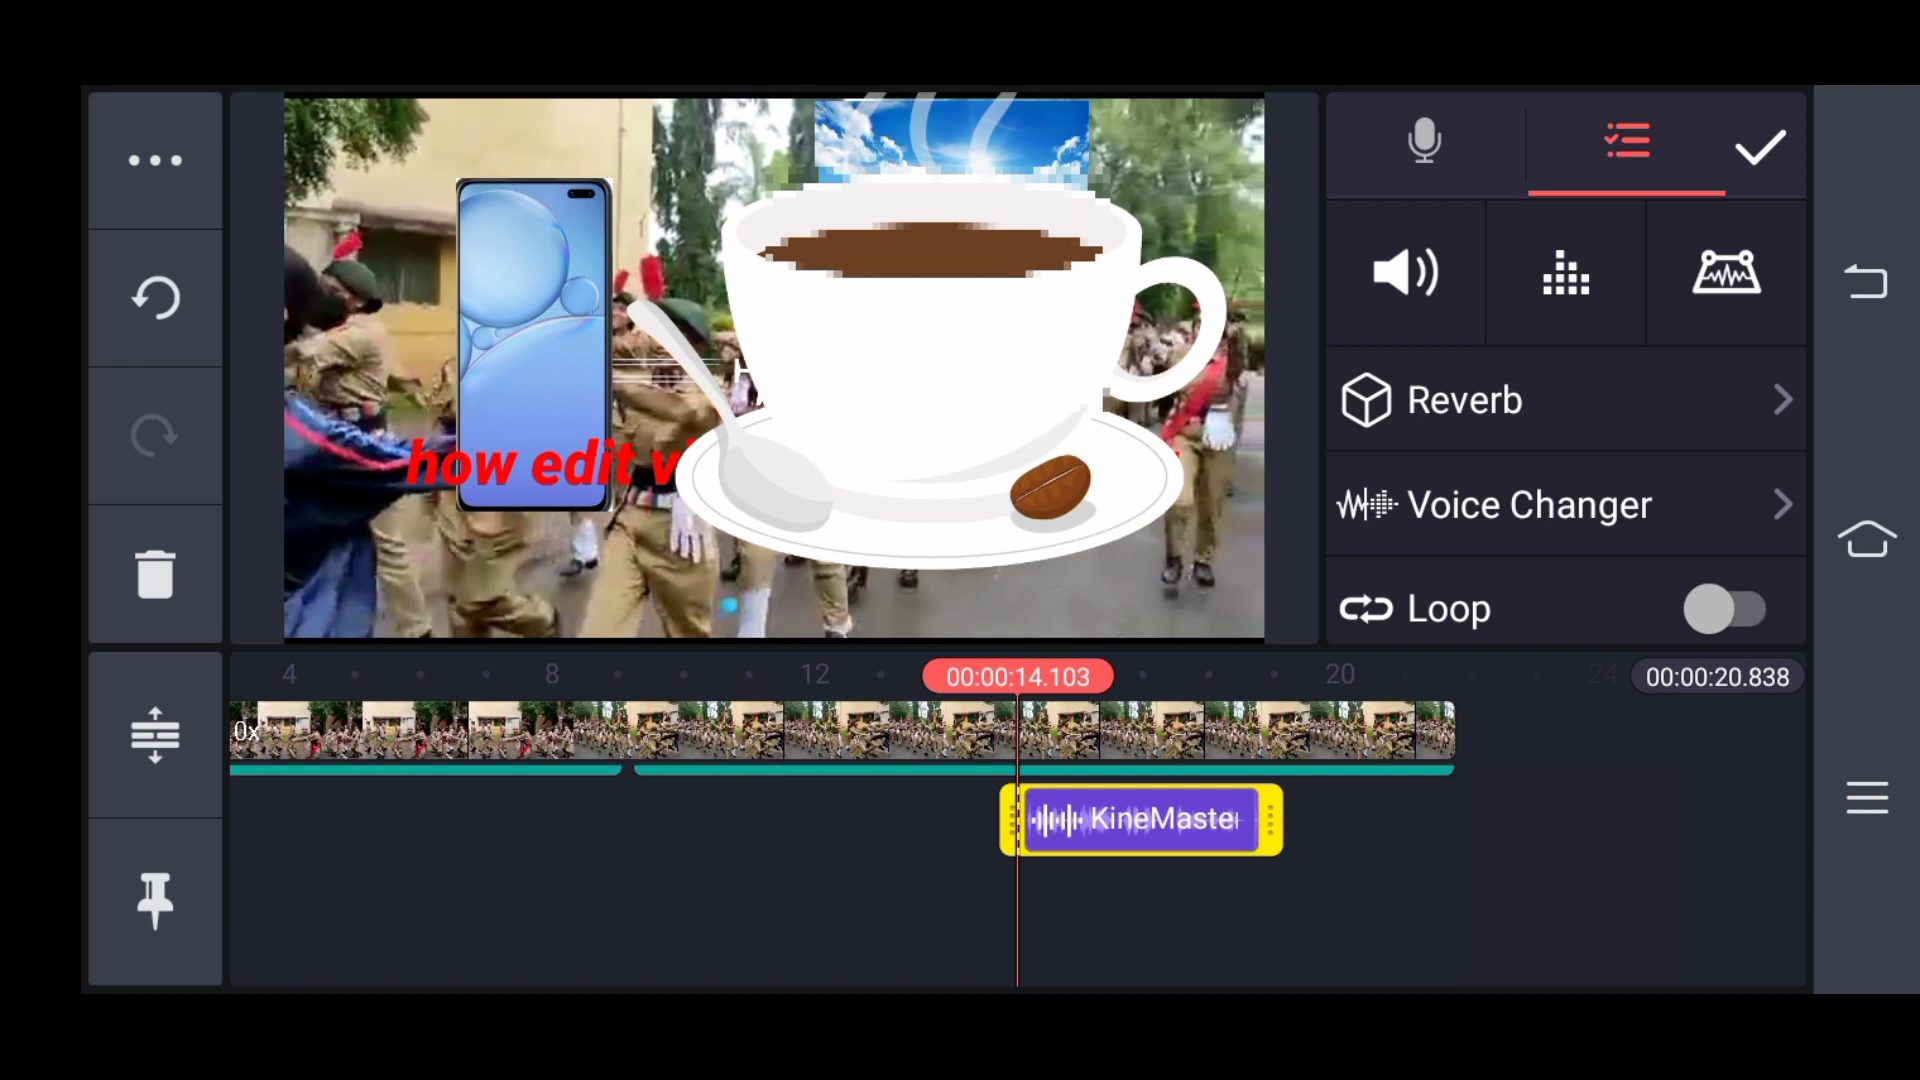 H
how edit v
Reverb
Voice Changer
Loop
4
8
12
00:00:14.103
20
24
00:00:20.838
0x
KineMaste